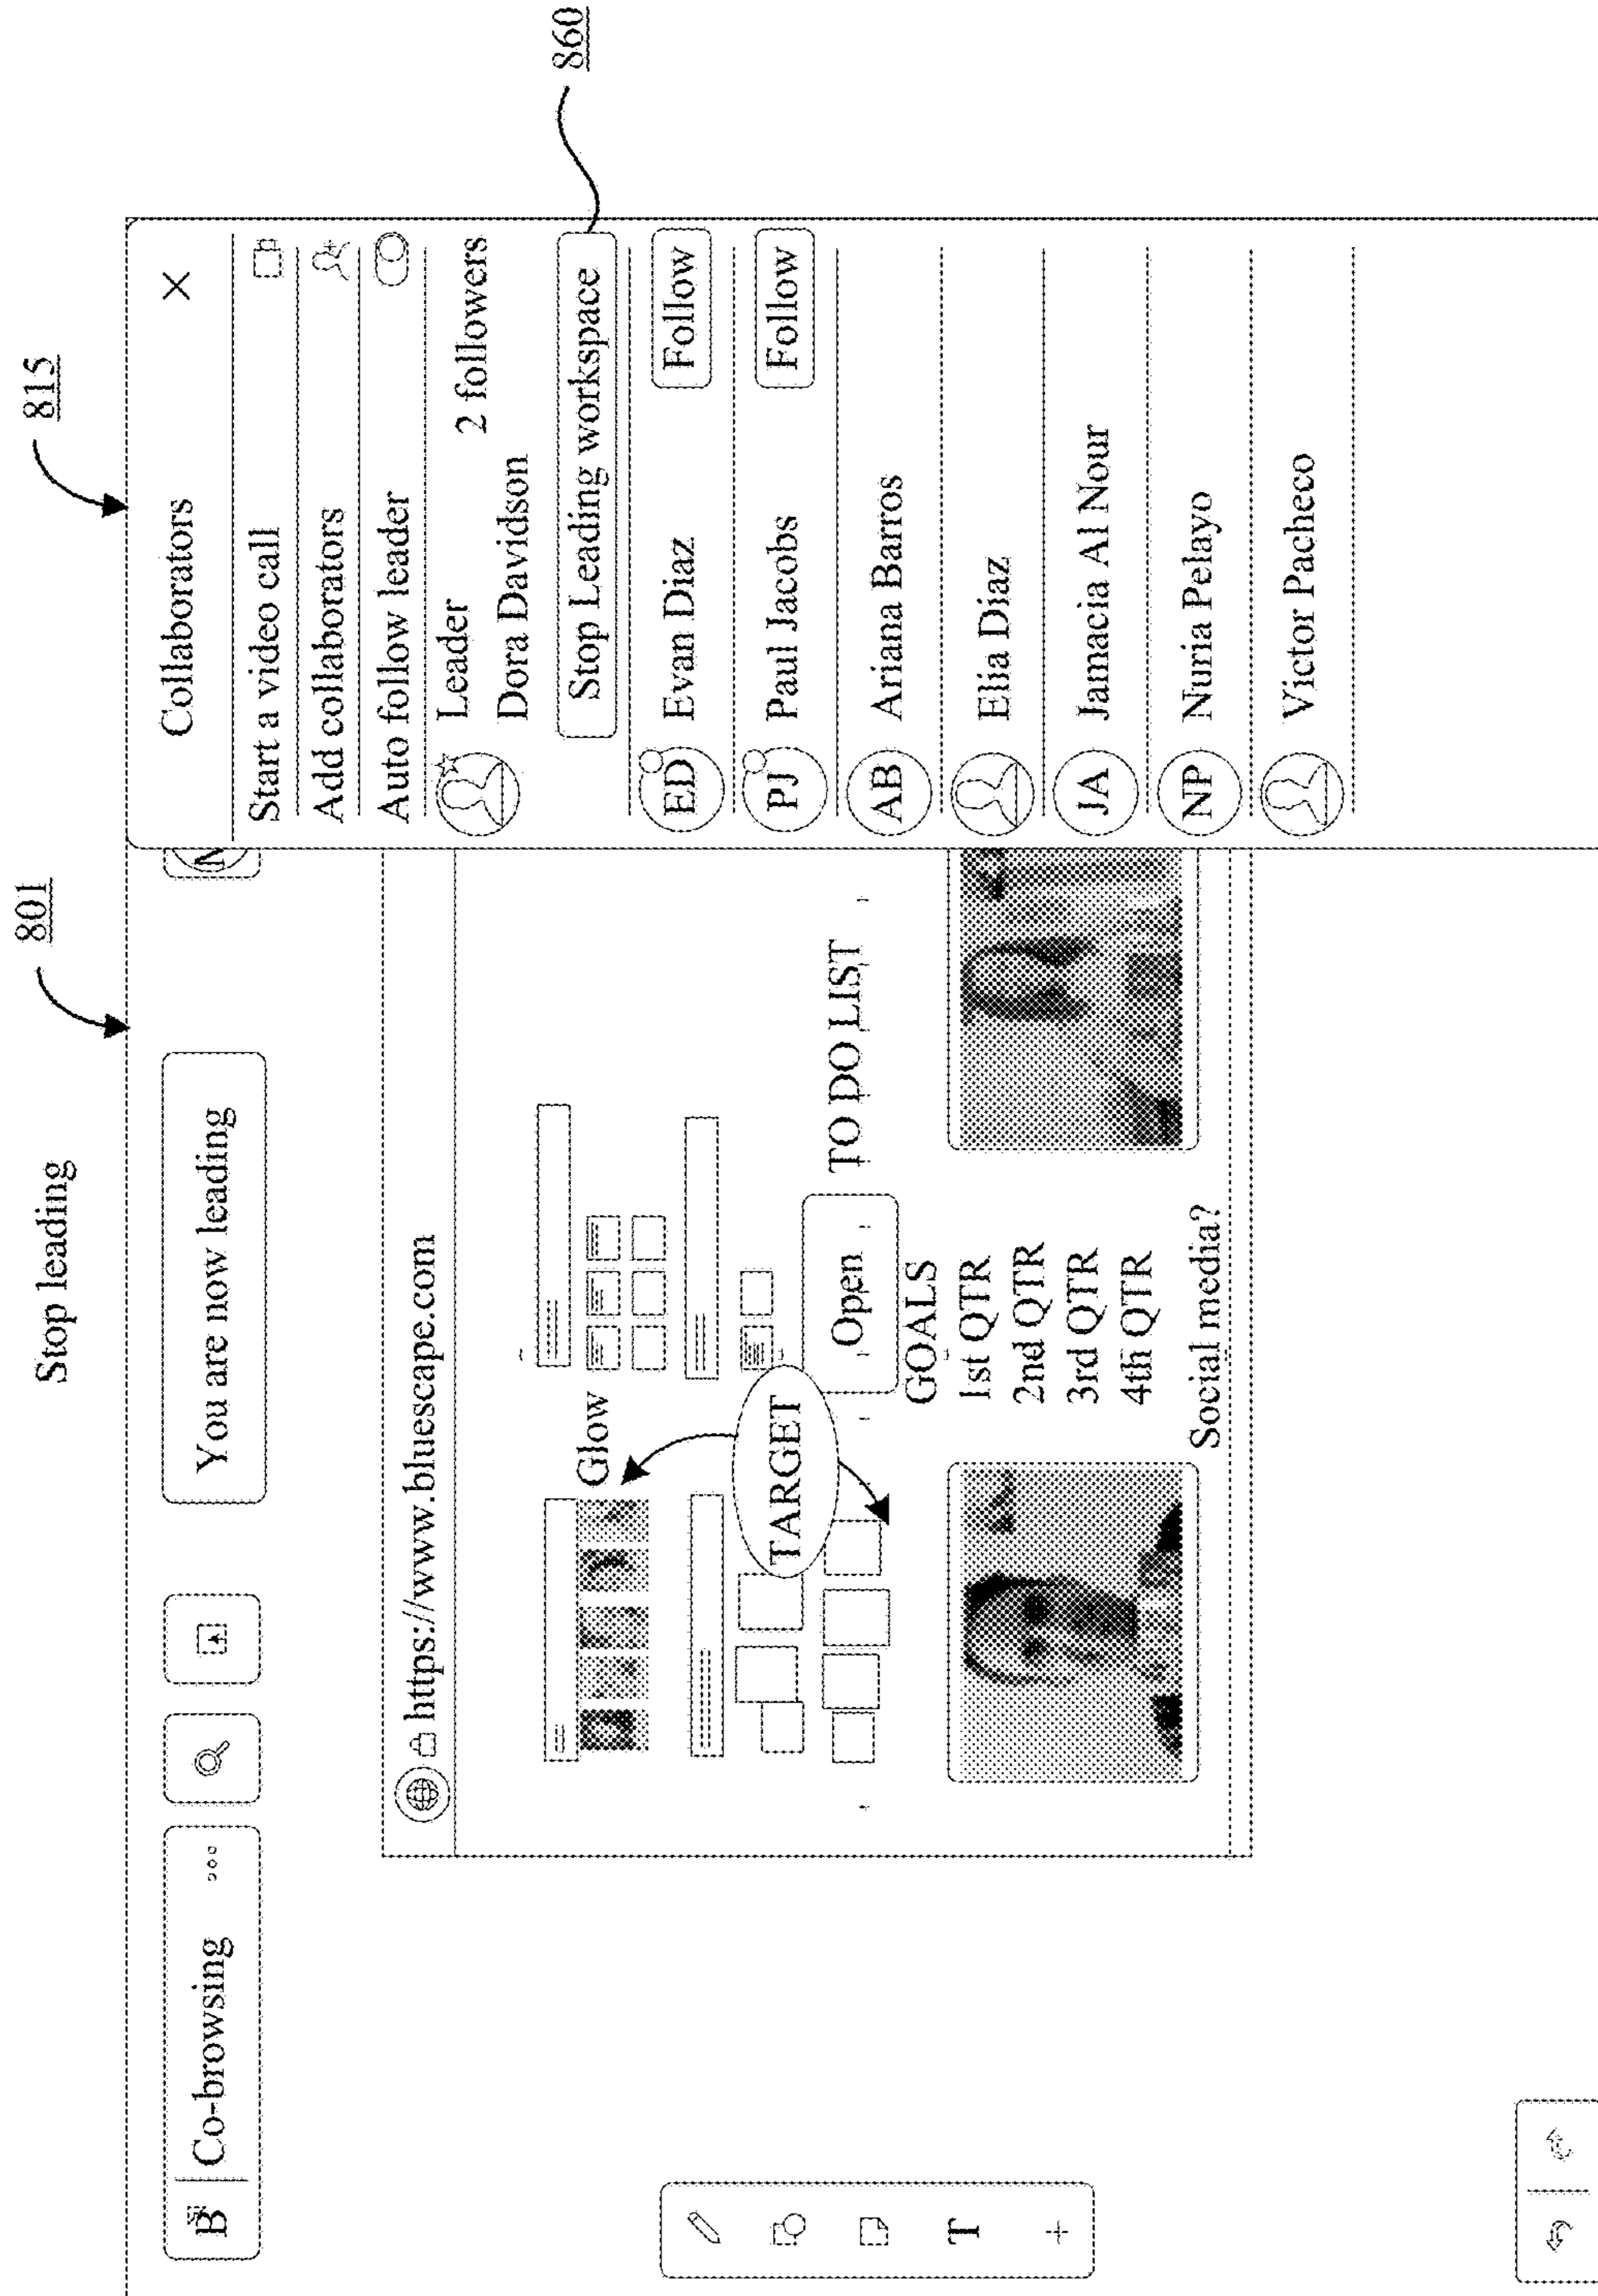 Stop leading
801
815
B Co-browsing
You are now leading
https://www.bluescape.com
Glow
TARGET
Open
TO DO LIST
GOALS
1st QTR
2nd QTR
3rd QTR
4th QTR
Social media?
T
Collaborators
Start a video call
Add collaborators
Auto follow leader
Leader 2 followers
Dora Davidson
Stop Leading workspace
860
ED Evan Diaz Follow
PJ Paul Jacobs Follow
AB Ariana Barros
Elia Diaz
JA Jamacia Al Nour
NP Nuria Pelayo
Victor Pacheco